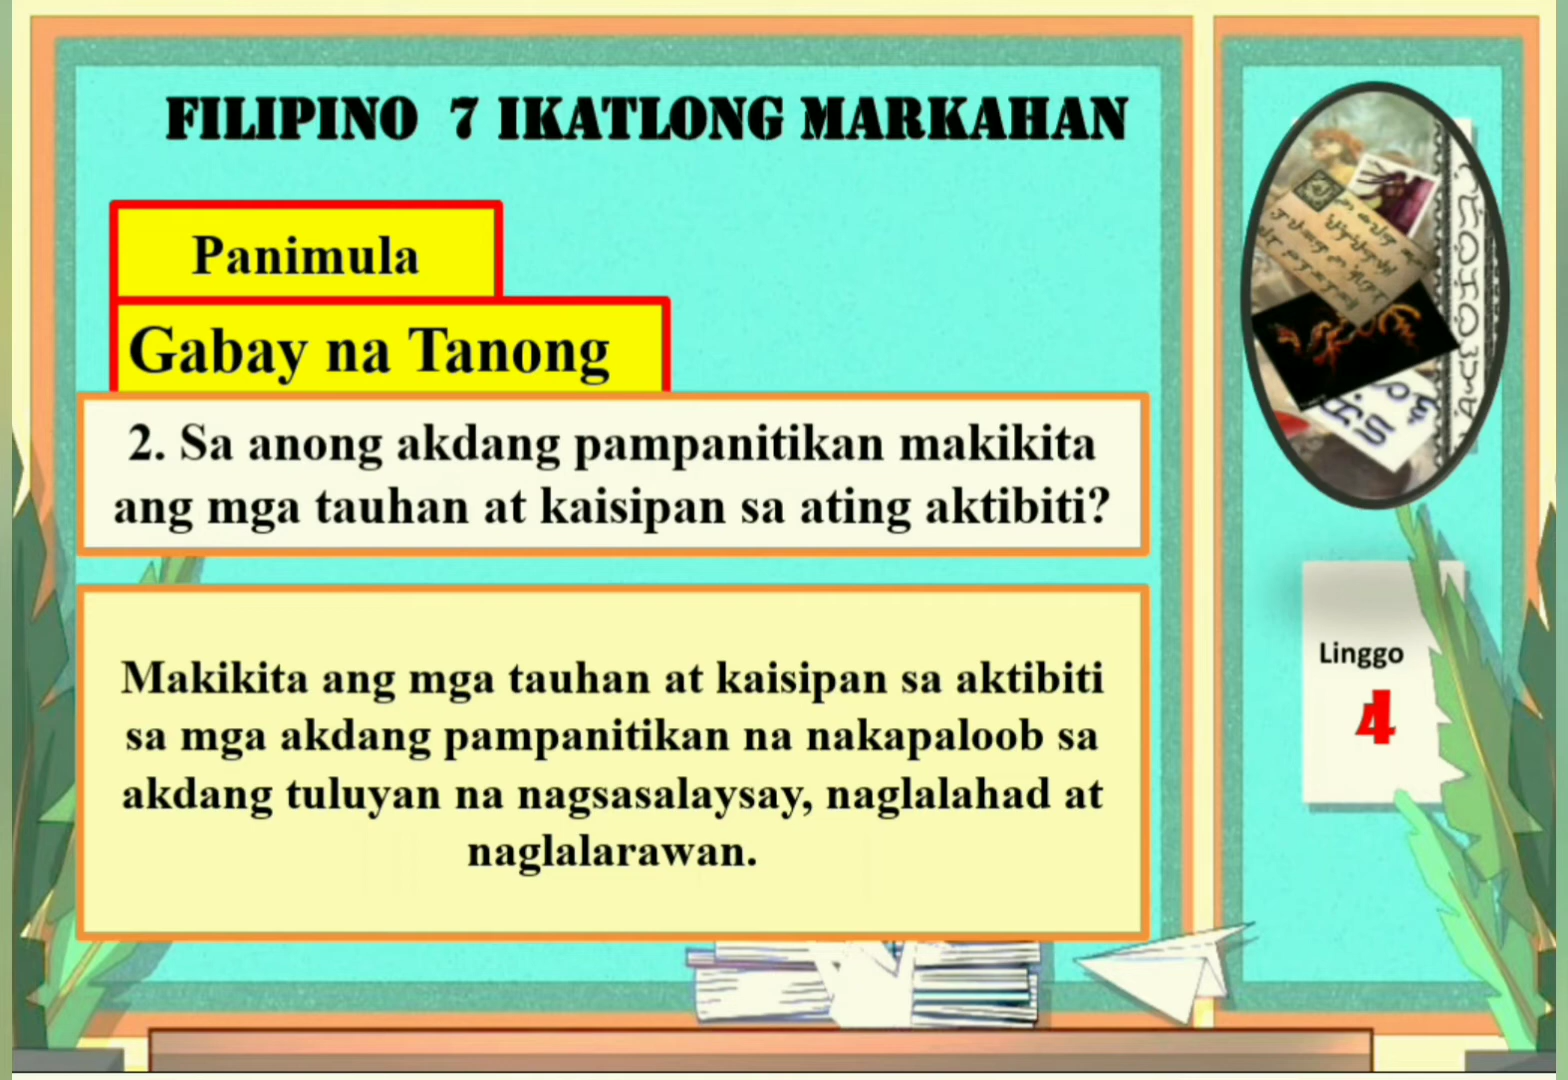 FILIPINO 7 IKATLONG MARKAHAN
Panimula
Gabay na Tanong
2. Sa anong akdang pampanitikan makikita
ang mga tauhan at kaisipan sa ating aktibiti?
Makikita ang mga tauhan at kaisipan sa aktibiti
sa mga akdang pampanitikan na nakapaloob sa
akdang tuluyan na nagsasalaysay, naglalahad at
naglalarawan.
Linggo
4